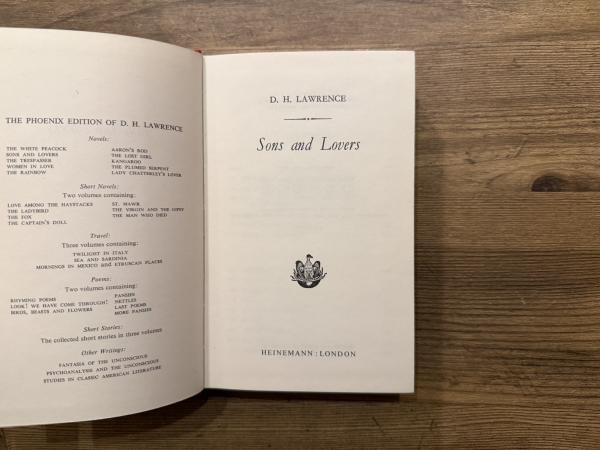 THE PHOENIX EDITION OF D. H. LAWRENCE
Novels:
THE WHITE PEACOCK
SONS AND LOVERS
THE TRESPASSER
WOMEN IN LOVE
THE RAINBOW
AARON'S ROD
THE LOST GIRL
KANGAROO
THE PLUMED SERPENT
LADY CHATTERLEY'S LOVER
Short Novels:
Two volumes containing:
LOVE AMONG THE HAYSTACKS
THE LADYBIRD
THE FOX
THE CAPTAIN'S DOLL
ST. MAWR
THE VIRGIN AND THE GIPSY
THE MAN WHO DIED
Travel:
Three volumes containing:
TWILIGHT IN ITALY
SEA AND SARDINIA
MORNINGS IN MEXICO and ETRUSCAN PLACES
Poems:
Two volumes containing:
RHYMING POEMS
LOOK! WE HAVE COME THROUGH!
BIRDS, BEASTS AND FLOWERS
PANSIES
NETTLES
LAST POEMS
MORE PANSIES
Short Stories:
The collected short stories in three volumes
Other Writings:
FANTASIA OF THE UNCONSCIOUS
PSYCHOANALYSIS AND THE UNCONSCIOUS
STUDIES IN CLASSIC AMERICAN LITERATURE
D. H. LAWRENCE
Sons and Lovers
HEINEMANN : LONDON